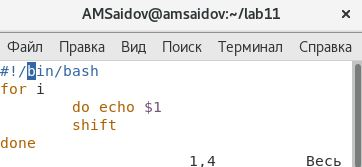 AMSaidov@amsaidov:~/lab11
Файл Правка Вид Поиск Терминал Справка
#!/bin/bash
for i
        do echo $1
        shift
done
1,4 Весь